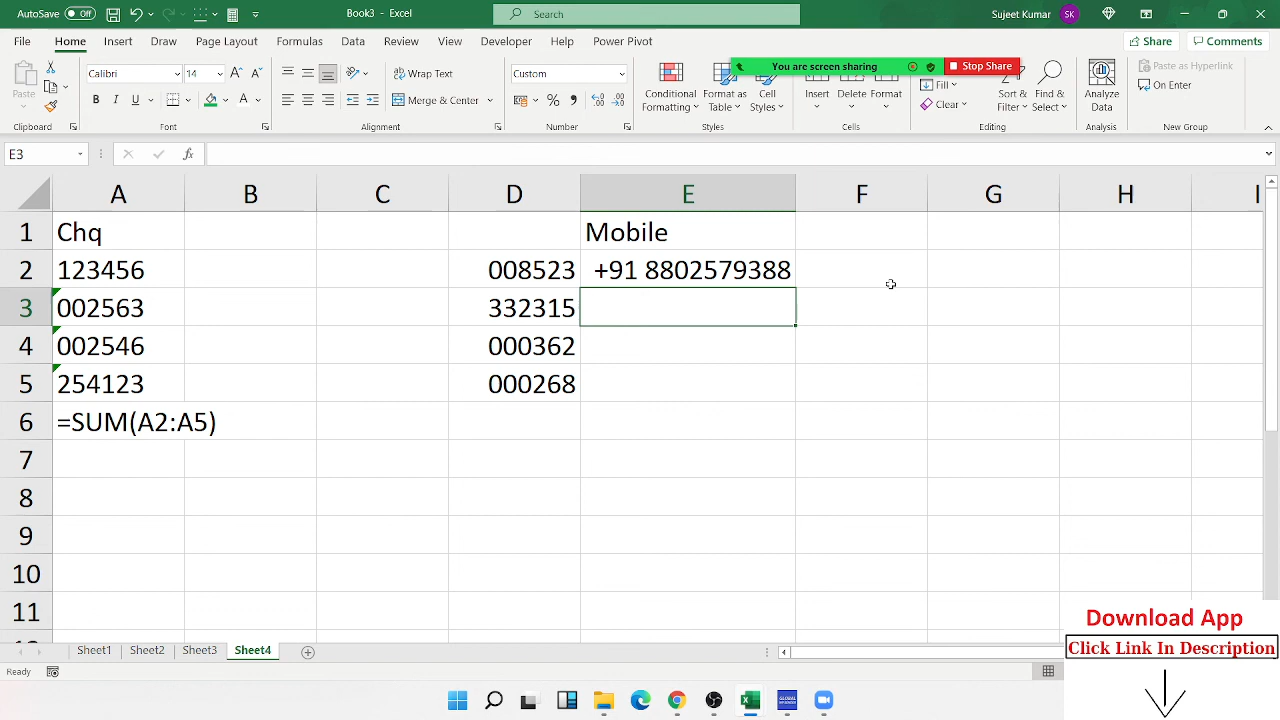 AutoSave Off
Book3 - Excel
Search
Sujeet Kumar
SK
File Home Insert Draw Page Layout Formulas Data Review View Developer Help Power Pivot
Share Comments
You are screen sharing
Stop Share
Paste
Calibri 14
B I U
Wrap Text
Merge & Center
Custom
Conditional Formatting
Format as Table
Cell Styles
Insert Delete Format
Fill
Clear
Sort & Filter
Find & Select
Analyze Data
Paste as Hyperlink
On Enter
Clipboard Font Alignment Number Styles Cells Editing Analysis New Group
E3
fx
A B C D E F G H I
1 Chq Mobile
2 123456 008523 +91 8802579388
3 002563 332315
4 002546 000362
5 254123 000268
6 =SUM(A2:A5)
7
8
9
10
11
Download App
Click Link In Description
Sheet1 Sheet2 Sheet3 Sheet4
Ready